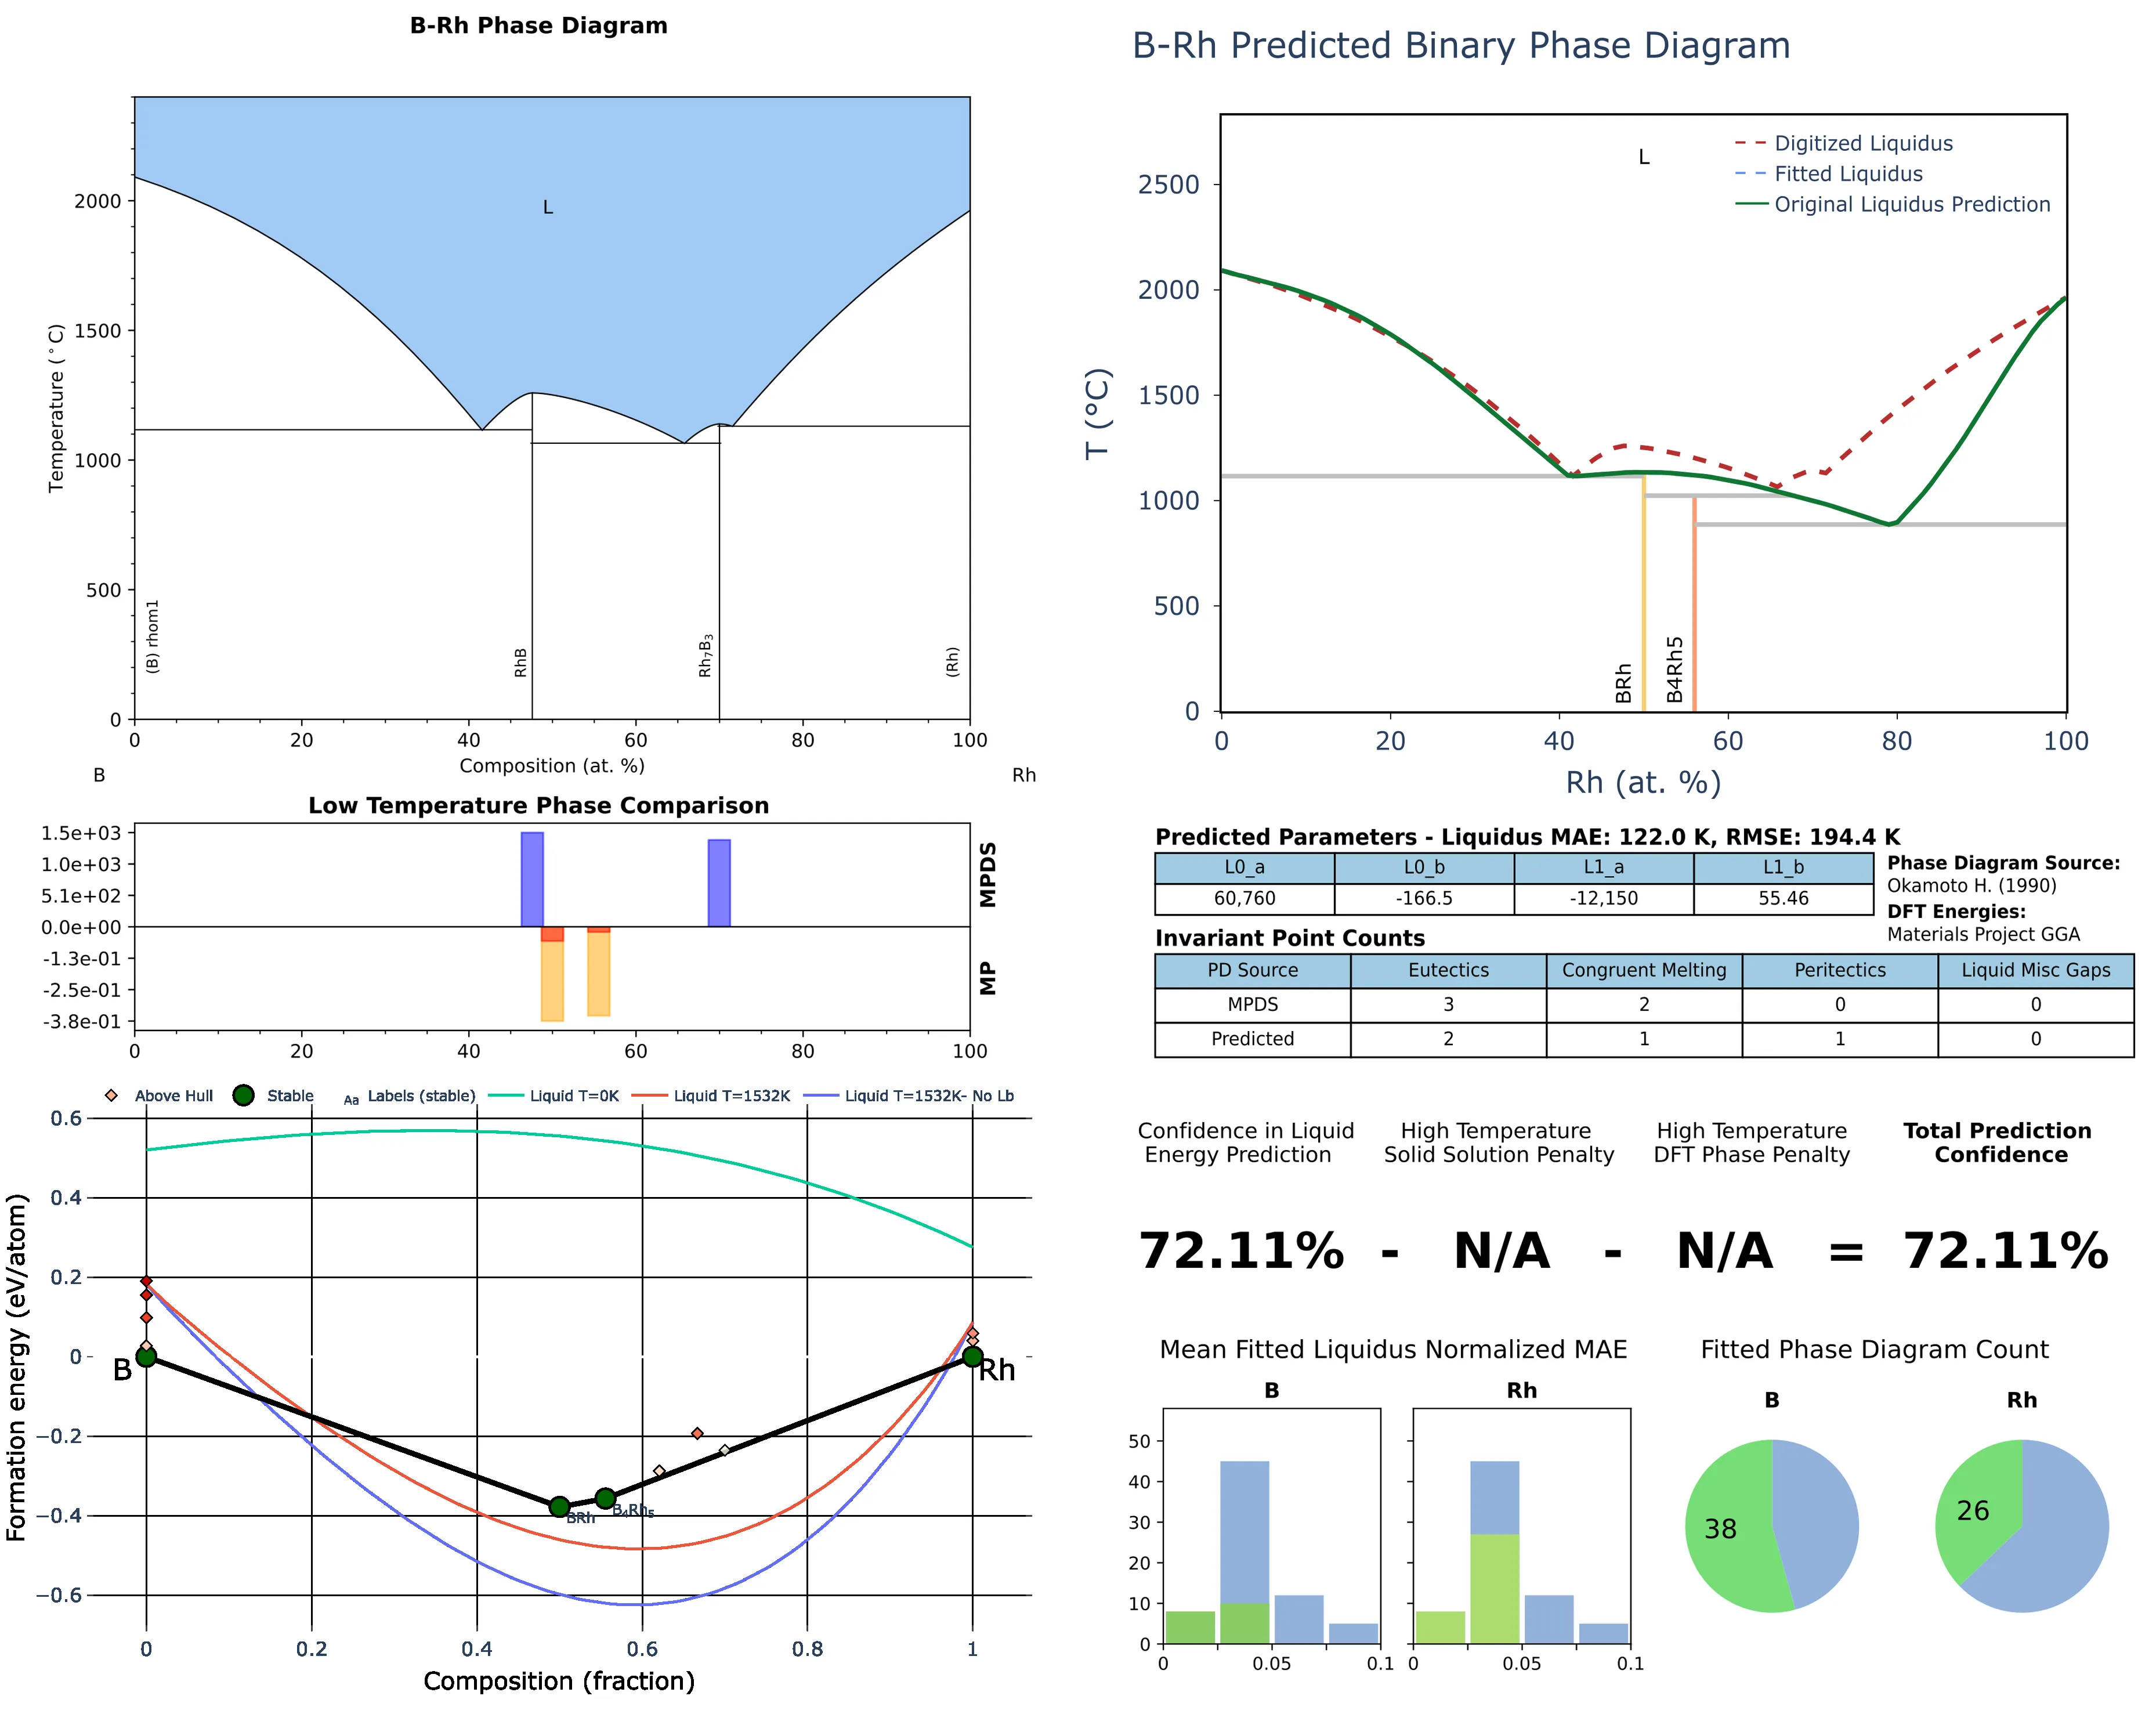 B-Rh Phase Diagram
Temperature (°C)
2000
1500
1000
500
0
L
(B) rhom1
RhB
Rh₇B₃
(Rh)
0 20 40 60 80 100
Composition (at. %)
B Rh
Low Temperature Phase Comparison
1.5e+03
1.0e+03
5.1e+02
0.0e+00
-1.3e-01
-2.5e-01
-3.8e-01
MPDS
MP
0 20 40 60 80 100
Above Hull Stable Aa Labels (stable) Liquid T=0K Liquid T=1532K Liquid T=1532K- No Lb
Formation energy (eV/atom)
0.6
0.4
0.2
0
−0.2
−0.4
−0.6
B
Rh
BRh
B₄Rh₅
0 0.2 0.4 0.6 0.8 1
Composition (fraction)
B-Rh Predicted Binary Phase Diagram
T (°C)
2500
2000
1500
1000
500
0
L
Digitized Liquidus
Fitted Liquidus
Original Liquidus Prediction
BRh
B4Rh5
0 20 40 60 80 100
Rh (at. %)
Predicted Parameters - Liquidus MAE: 122.0 K, RMSE: 194.4 K
L0_a L0_b L1_a L1_b
60,760 -166.5 -12,150 55.46
Phase Diagram Source:
Okamoto H. (1990)
DFT Energies:
Materials Project GGA
Invariant Point Counts
PD Source Eutectics Congruent Melting Peritectics Liquid Misc Gaps
MPDS 3 2 0 0
Predicted 2 1 1 0
Confidence in Liquid
Energy Prediction
High Temperature
Solid Solution Penalty
High Temperature
DFT Phase Penalty
Total Prediction
Confidence
72.11% - N/A - N/A = 72.11%
Mean Fitted Liquidus Normalized MAE
B Rh
50
40
30
20
10
0
0 0.05 0.1 0 0.05 0.1
Fitted Phase Diagram Count
B Rh
38 26